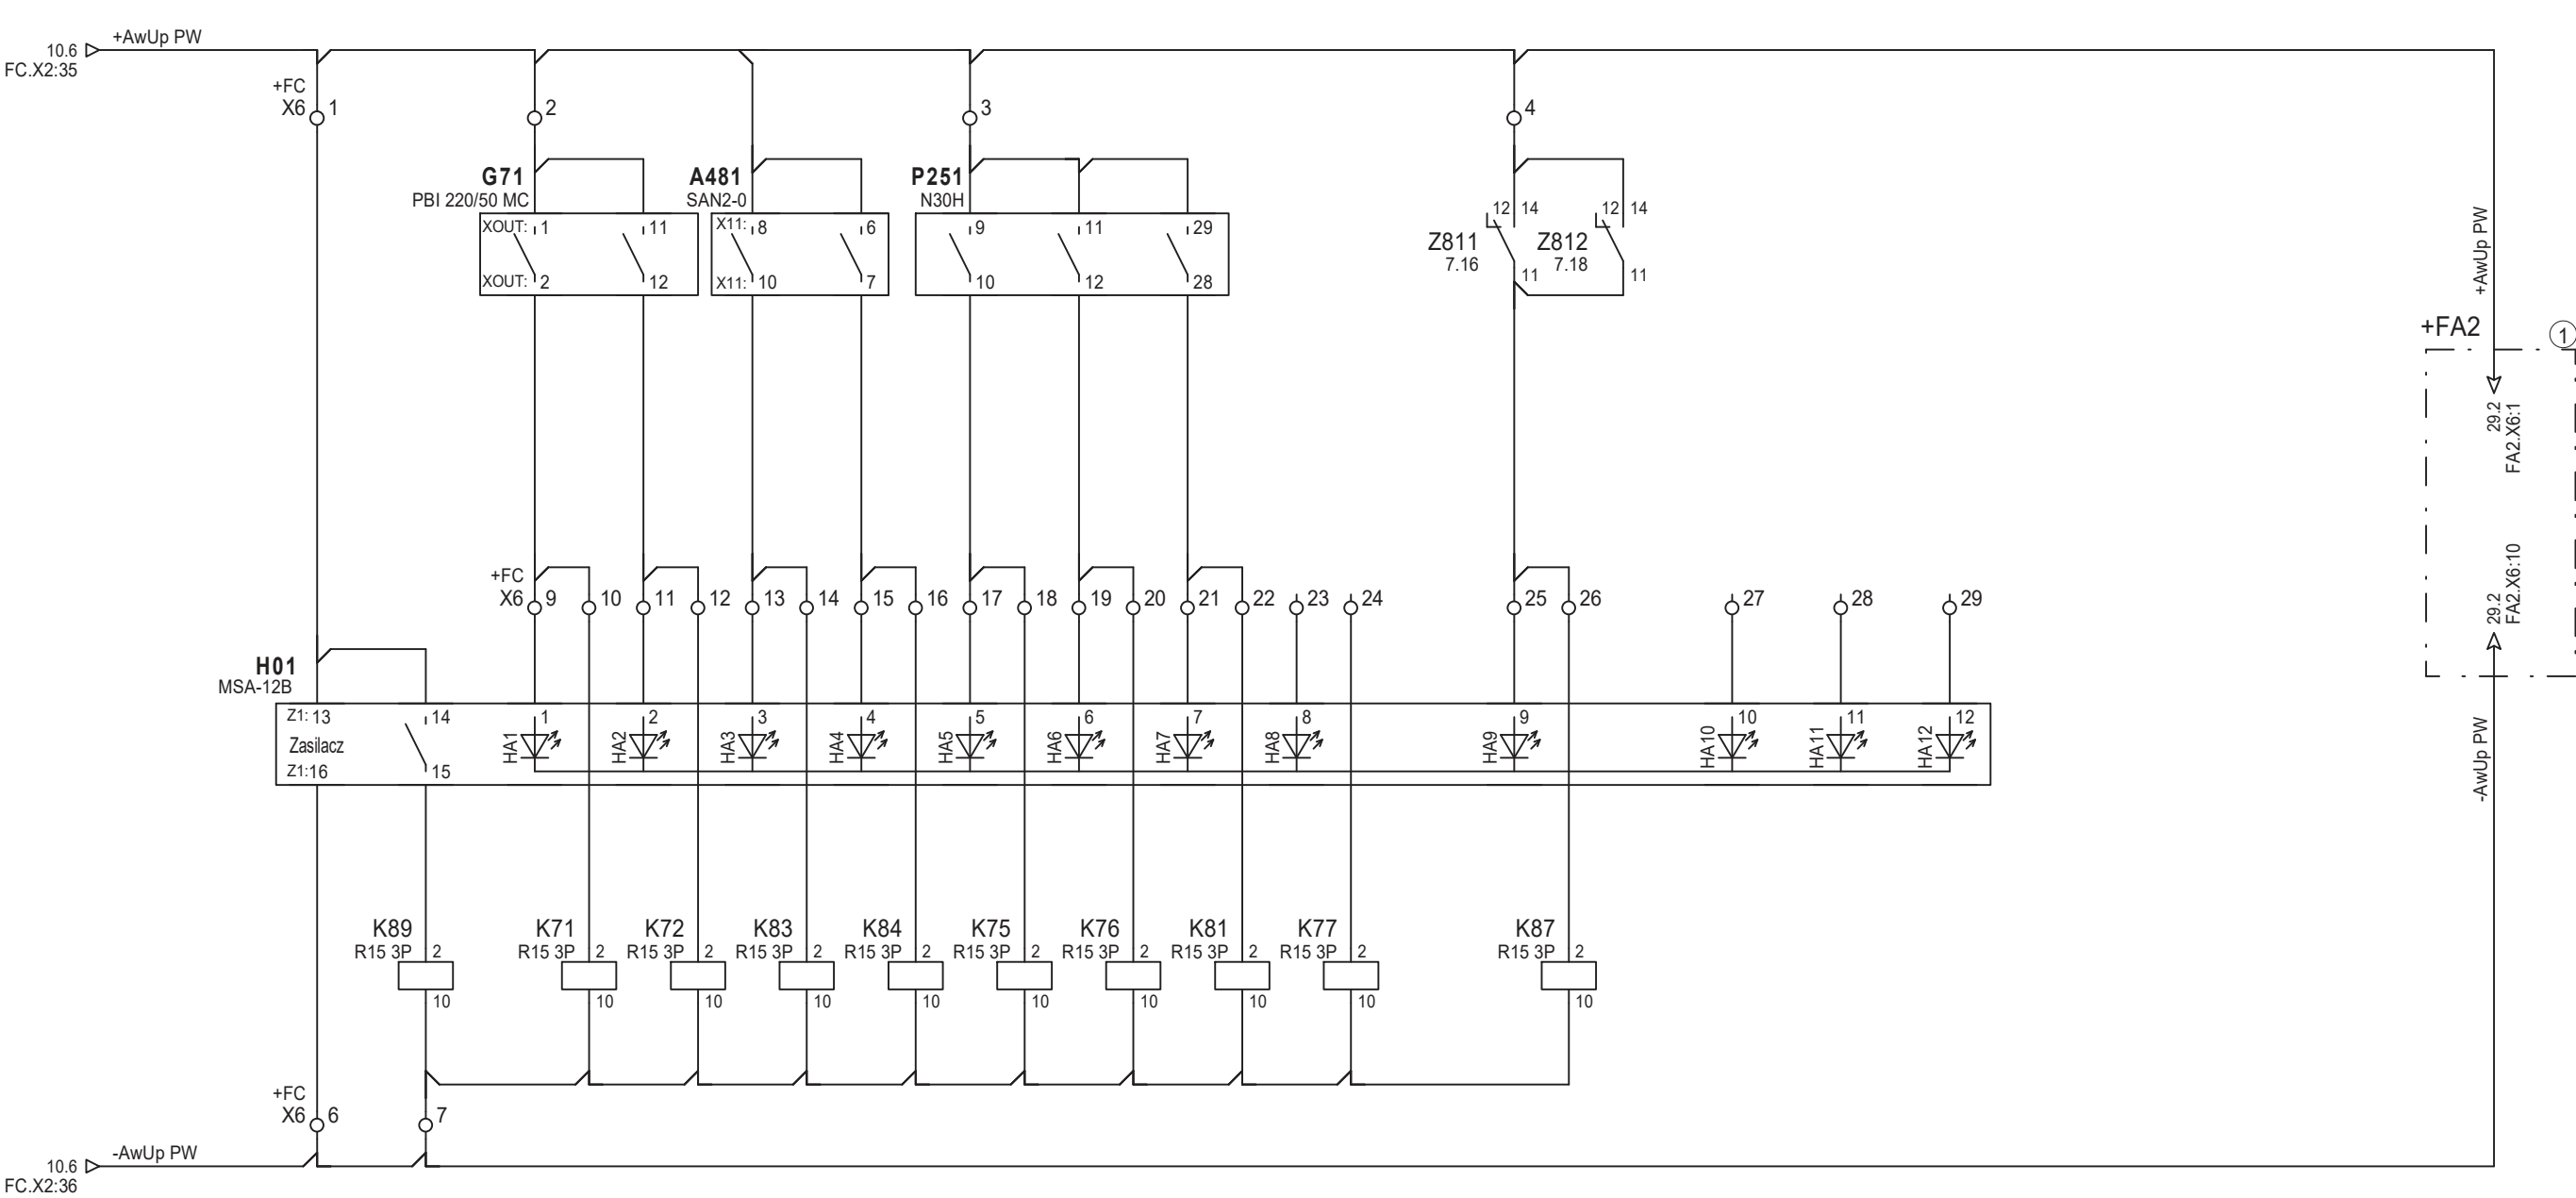 +AwUp PW
10.6
FC.X2:35
+FC
X6 1 2 3 4
G71 A481 P251
PBI 220/50 MC SAN2-0 N30H
XOUT: 1 11 X11: 8 6 9 11 29
XOUT: 2 12 X11: 10 7 10 12 28
12 14 12 14
Z811 Z812
7.16 7.18
11 11
+AwUp PW
+FA2 1
29.2
FA2.X6:1
29.2
FA2.X6:10
-AwUp PW
+FC
X6 9 10 11 12 13 14 15 16 17 18 19 20 21 22 23 24 25 26 27 28 29
H01
MSA-12B
Z1: 13 14 1 2 3 4 5 6 7 8 9 10 11 12
Zasilacz HA1 HA2 HA3 HA4 HA5 HA6 HA7 HA8 HA9 HA10 HA11 HA12
Z1:16 15
K89 K71 K72 K83 K84 K75 K76 K81 K77 K87
R15 3P 2 R15 3P 2 R15 3P 2 R15 3P 2 R15 3P 2 R15 3P 2 R15 3P 2 R15 3P 2 R15 3P 2 R15 3P 2
10 10 10 10 10 10 10 10 10 10
+FC
X6 6 7
-AwUp PW
10.6
FC.X2:36